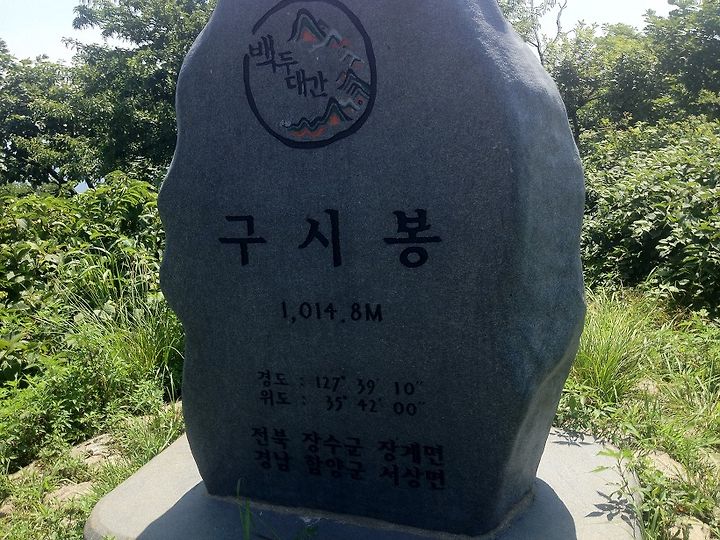 백두
대간
구시봉
1,014.8M
경도 : 127° 39′ 10″
위도 : 35° 42′ 00″
전북 장수군 장계면
경남 함양군 서상면